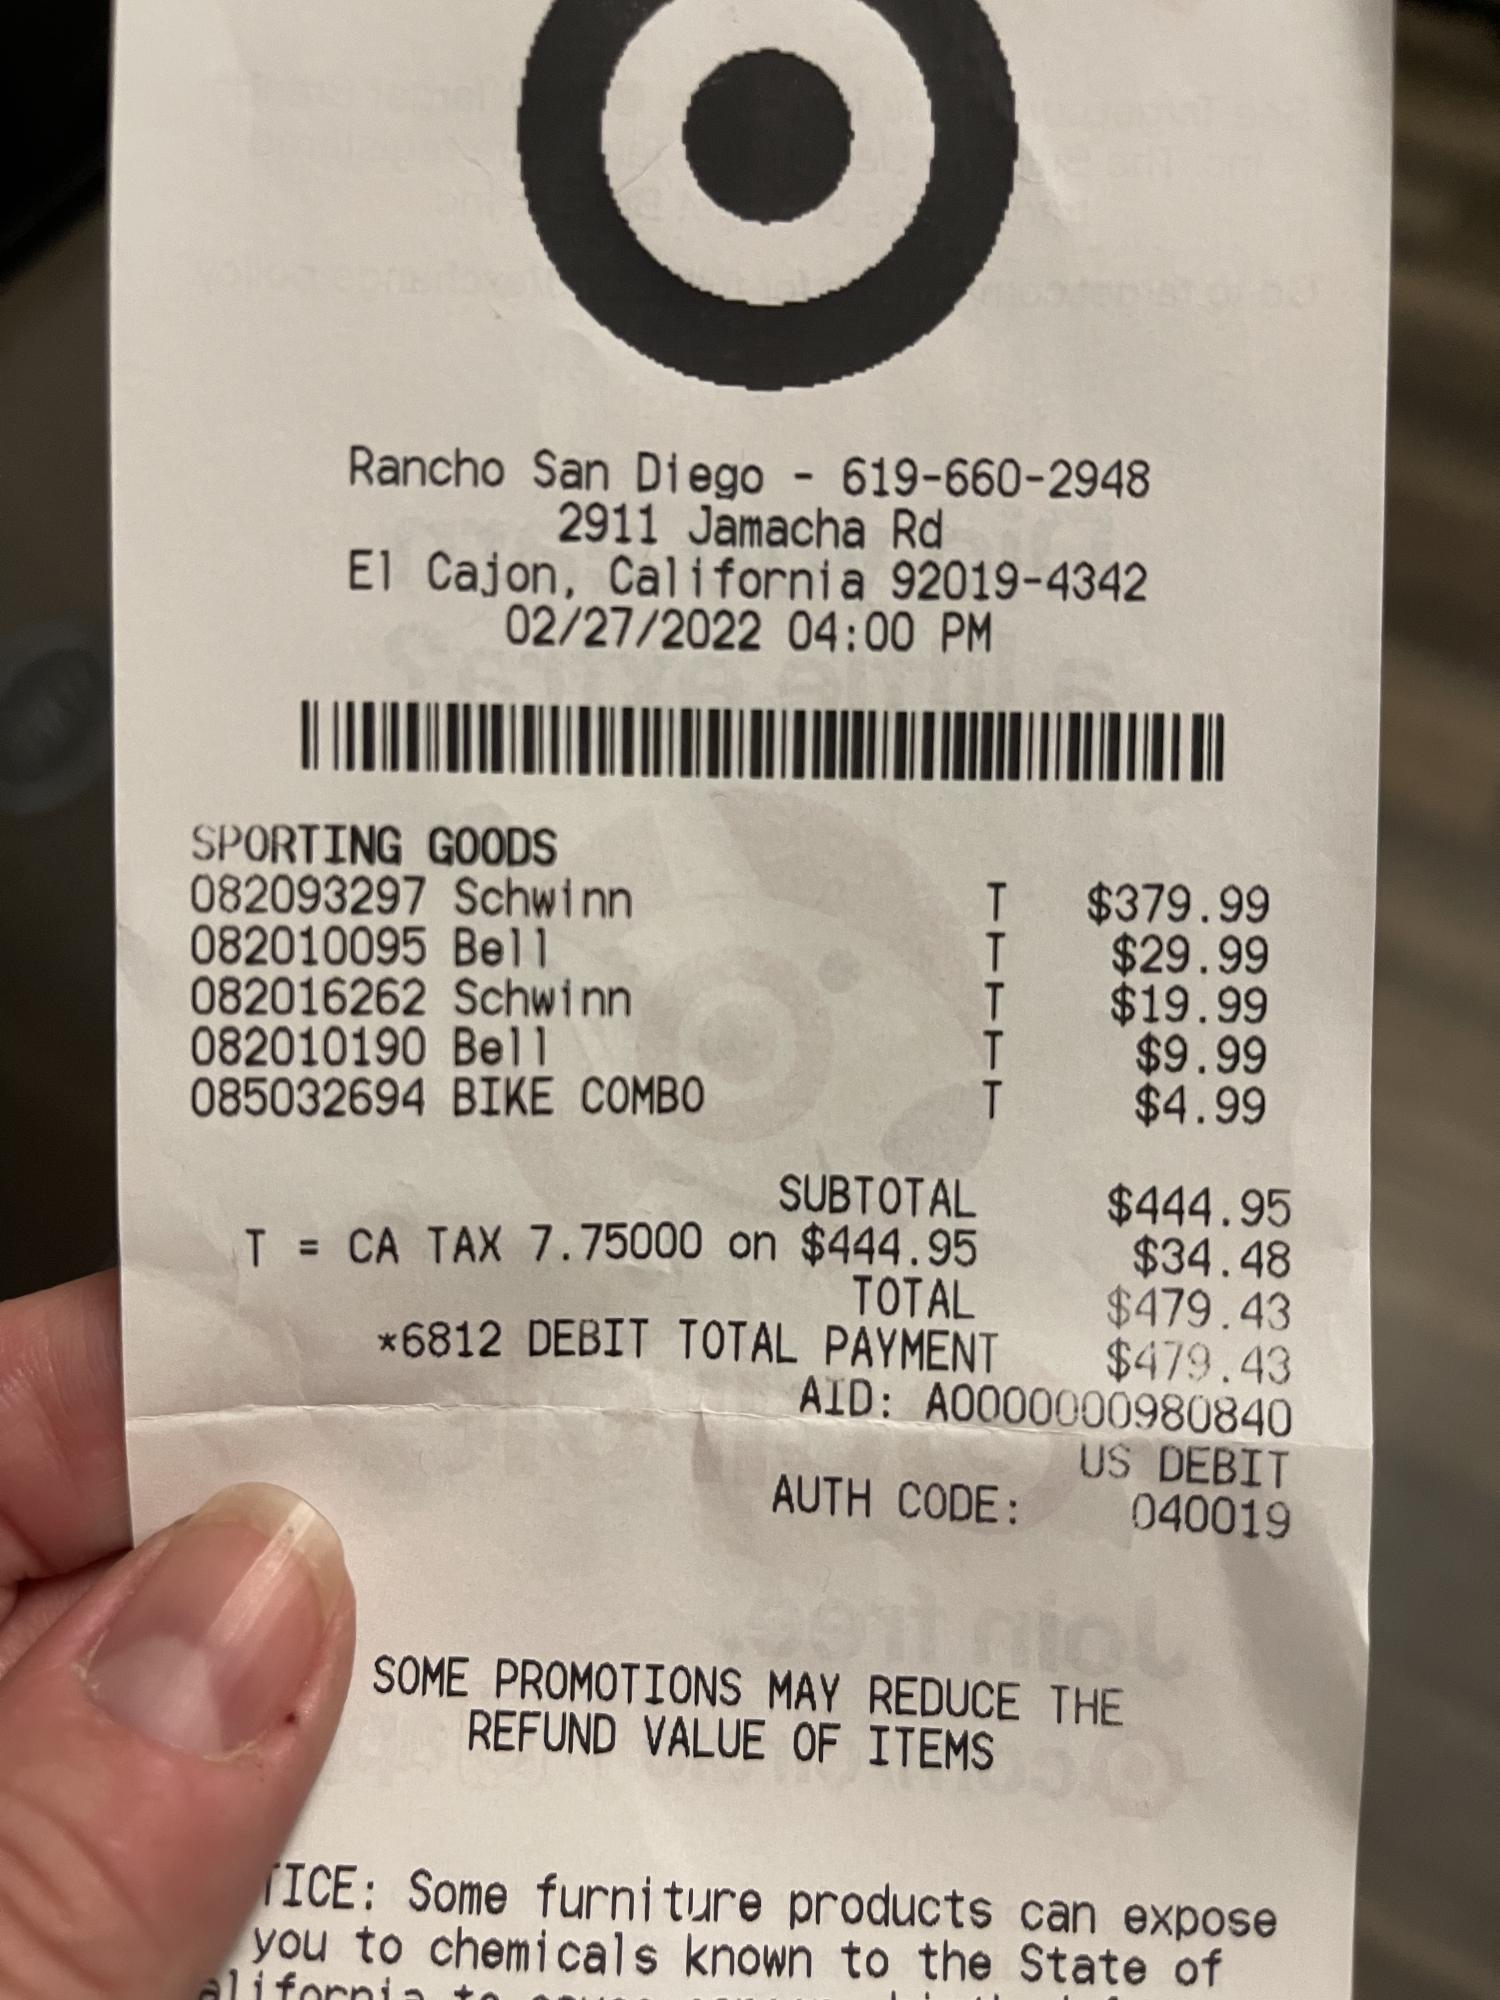 Rancho San Diego - 619-660-2948
2911 Jamacha Rd
El Cajon, California 92019-4342
02/27/2022 04:00 PM
SPORTING GOODS
082093297 Schwinn T $379.99
082010095 Bell T $29.99
082016262 Schwinn T $19.99
082010190 Bell T $9.99
085032694 BIKE COMBO T $4.99
SUBTOTAL $444.95
T = CA TAX 7.75000 on $444.95 $34.48
TOTAL $479.43
*6812 DEBIT TOTAL PAYMENT $479.43
AID: A0000000980840
US DEBIT
AUTH CODE: 040019
SOME PROMOTIONS MAY REDUCE THE
REFUND VALUE OF ITEMS
TICE: Some furniture products can expose
you to chemicals known to the State of
alifornia to